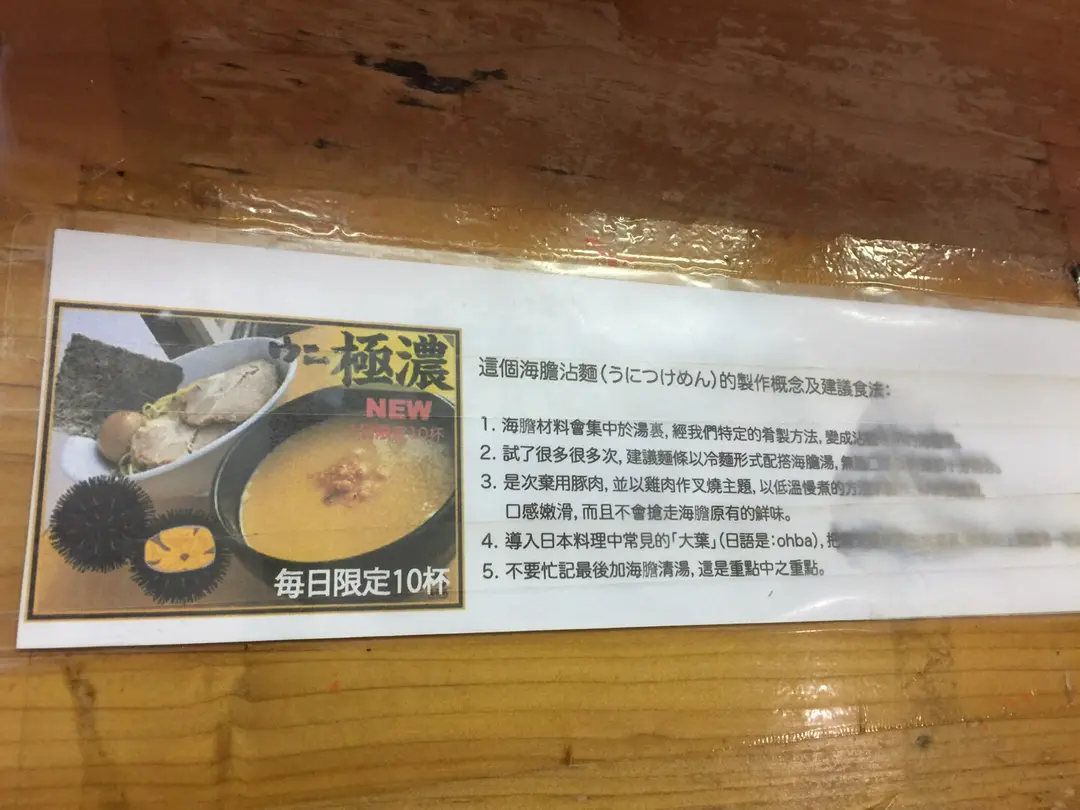 ウニ 極濃
NEW
毎日限定10杯
這個海膽沾麵(うにつけめん)的製作概念及建議食法:
1. 海膽材料會集中於湯裏, 經我們特定的肴製方法, 變成
2. 試了很多很多次, 建議麵條以冷麵形式配搭海膽湯,
3. 是次棄用豚肉, 並以雞肉作叉燒主題, 以低溫慢煮的
口感嫩滑, 而且不會搶走海膽原有的鮮味。
4. 導入日本料理中常見的「大葉」(日語是: ohba), 把
5. 不要忙記最後加海膽清湯, 這是重點中之重點。